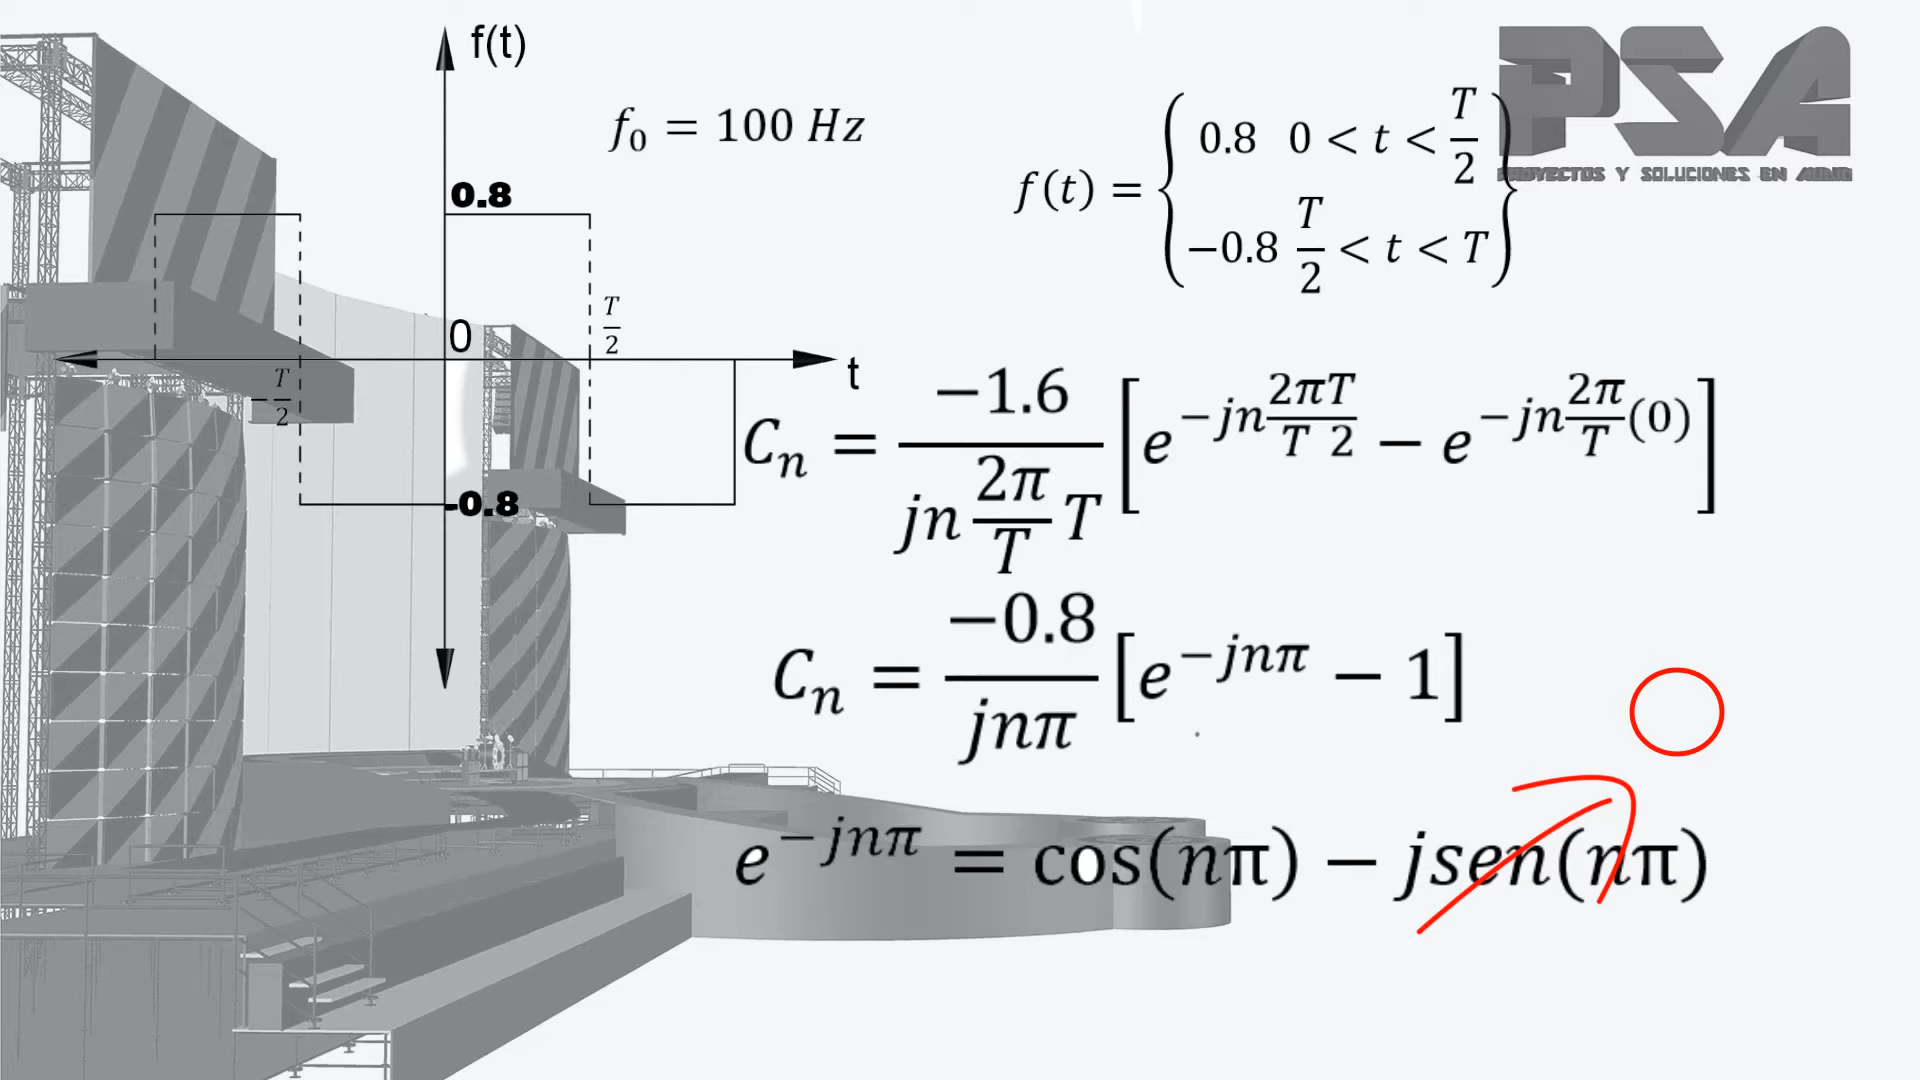 f(t)
f₀ = 100 Hz
PSA
PROYECTOS Y SOLUCIONES EN AUDIO
f(t) = { 0.8 0 < t < T/2
−0.8 T/2 < t < T }
0.8
0
T/2
t
−T/2
-0.8
Cₙ = −1.6 / (jn (2π/T) T) [e^(−jn (2πT)/(T 2)) − e^(−jn (2π/T)(0))]
Cₙ = −0.8 / (jnπ) [e^(−jnπ) − 1]
e^(−jnπ) = cos(nπ) − jsen(nπ)